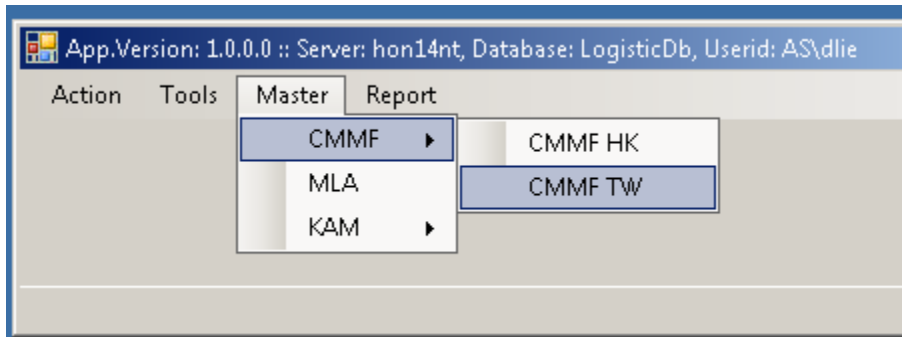 App.Version: 1.0.0.0 :: Server: hon14nt, Database: LogisticDb, Userid: AS\dlie
Action Tools Master Report
CMMF CMMF HK
MLA CMMF TW
KAM